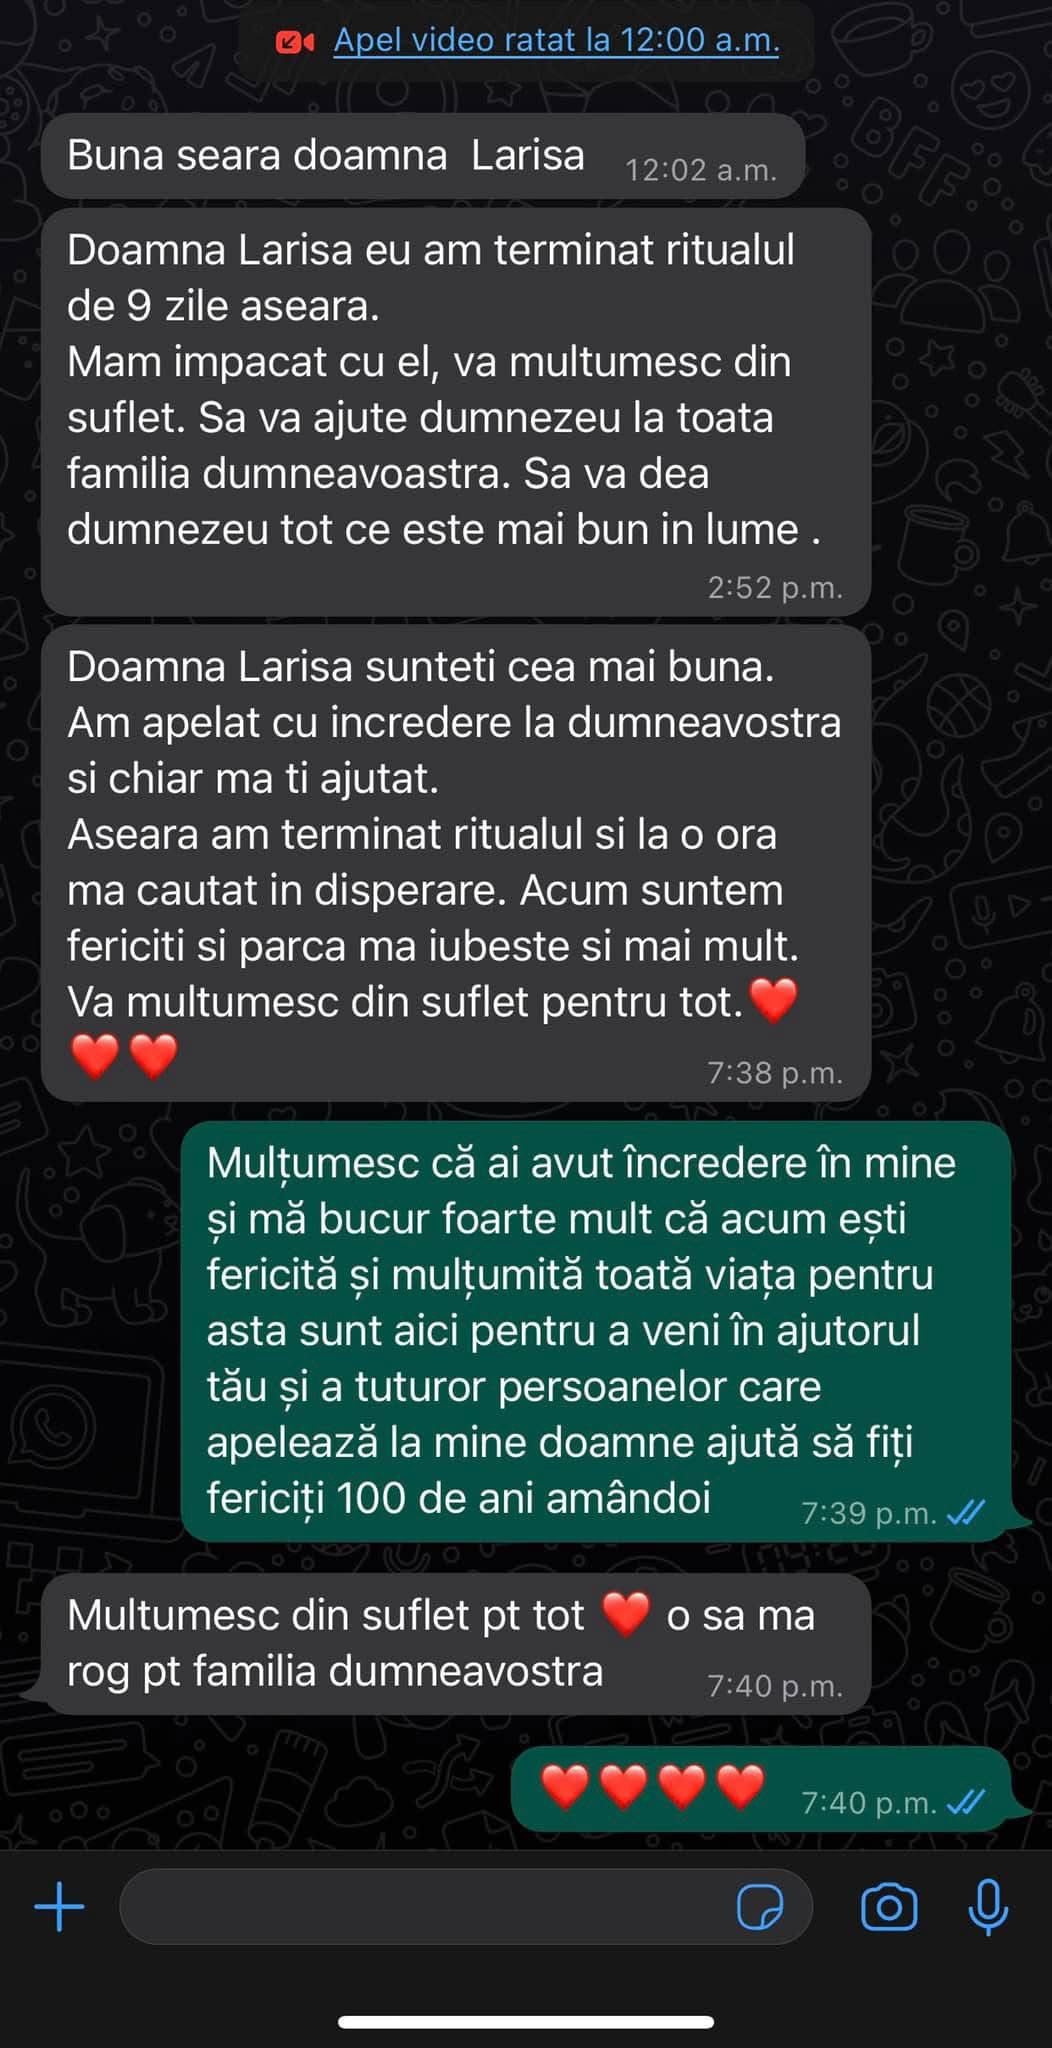 Apel video ratat la 12:00 a.m.
Buna seara doamna  Larisa 12:02 a.m.
Doamna Larisa eu am terminat ritualul
de 9 zile aseara.
Mam impacat cu el, va multumesc din
suflet. Sa va ajute dumnezeu la toata
familia dumneavoastra. Sa va dea
dumnezeu tot ce este mai bun in lume .
2:52 p.m.
Doamna Larisa sunteti cea mai buna.
Am apelat cu incredere la dumneavostra
si chiar ma ti ajutat.
Aseara am terminat ritualul si la o ora
ma cautat in disperare. Acum suntem
fericiti si parca ma iubeste si mai mult.
Va multumesc din suflet pentru tot.❤️
❤️❤️ 7:38 p.m.
Mulțumesc că ai avut încredere în mine
și mă bucur foarte mult că acum ești
fericită și mulțumită toată viața pentru
asta sunt aici pentru a veni în ajutorul
tău și a tuturor persoanelor care
apelează la mine doamne ajută să fiți
fericiți 100 de ani amândoi 7:39 p.m.
Multumesc din suflet pt tot ❤️ o sa ma
rog pt familia dumneavostra 7:40 p.m.
❤️❤️❤️❤️ 7:40 p.m.